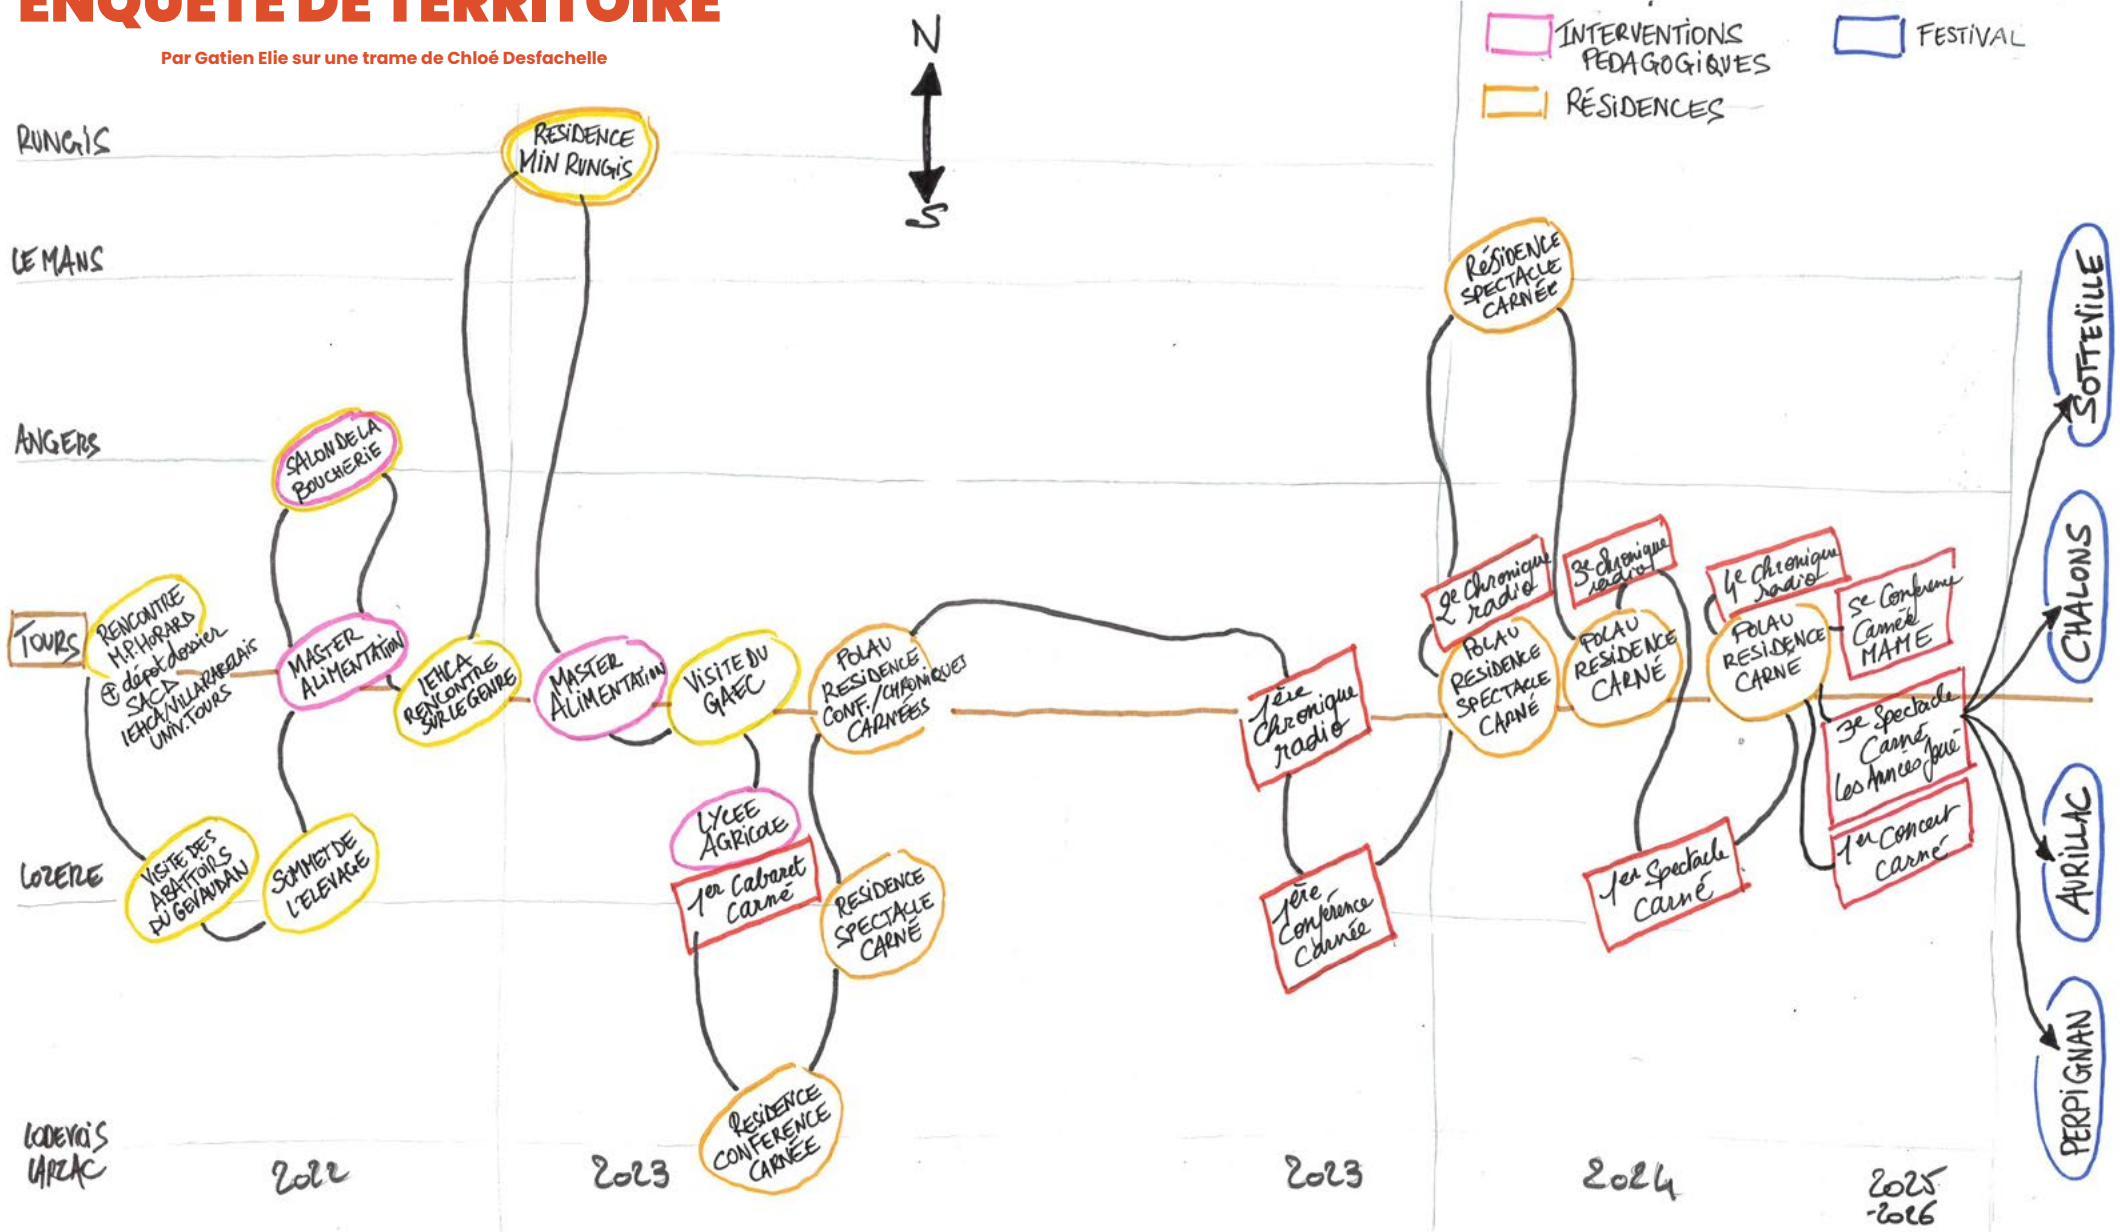 ENQUÊTE DE TERRITOIRE
Par Gatien Elie sur une trame de Chloé Desfachelle
N
S
INTERVENTIONS
PEDAGOGIQUES
FESTIVAL
RÉSIDENCES
RUNGIS
LE MANS
ANGERS
TOURS
LOZERE
LODEVOIS
LARZAC
RESIDENCE
MIN RUNGIS
RÉSIDENCE
SPECTACLE
CARNÉE
SALON DE LA
BOUCHERIE
RENCONTRE
M.P. HORARD
+ dépot dossier
SACD
IEHCA/VILLARABELAIS
UNIV. TOURS
MASTER
ALIMENTATION
IEHCA
RENCONTRE
SUR LE GENRE
MASTER
ALIMENTATION
VISITE DU
GAEC
POLAU
RESIDENCE
CONF./CHRONIQUES
CARNÉES
1ère
Chronique
radio
2e Chronique
radio
POLAU
RESIDENCE
SPECTACLE
CARNÉ
3e chronique
radio
POLAU
RESIDENCE
CARNÉ
4e chronique
radio
POLAU
RESIDENCE
CARNÉ
5e Conference
Carnée
MAME
3e Spectacle
Carné
Les Années Joué
1er Concert
Carné
VISITE DES
ABATTOIRS
DU GEVAUDAN
SOMMET DE
L'ELEVAGE
LYCEE
AGRICOLE
1er Cabaret
Carné
RESIDENCE
SPECTACLE
CARNÉ
1ère
Conférence
Carnée
1er Spectacle
Carné
RESIDENCE
CONFERENCE
CARNÉE
SOTTEVILLE
CHALONS
AURILLAC
PERPIGNAN
2022
2023
2023
2024
2025
-2026